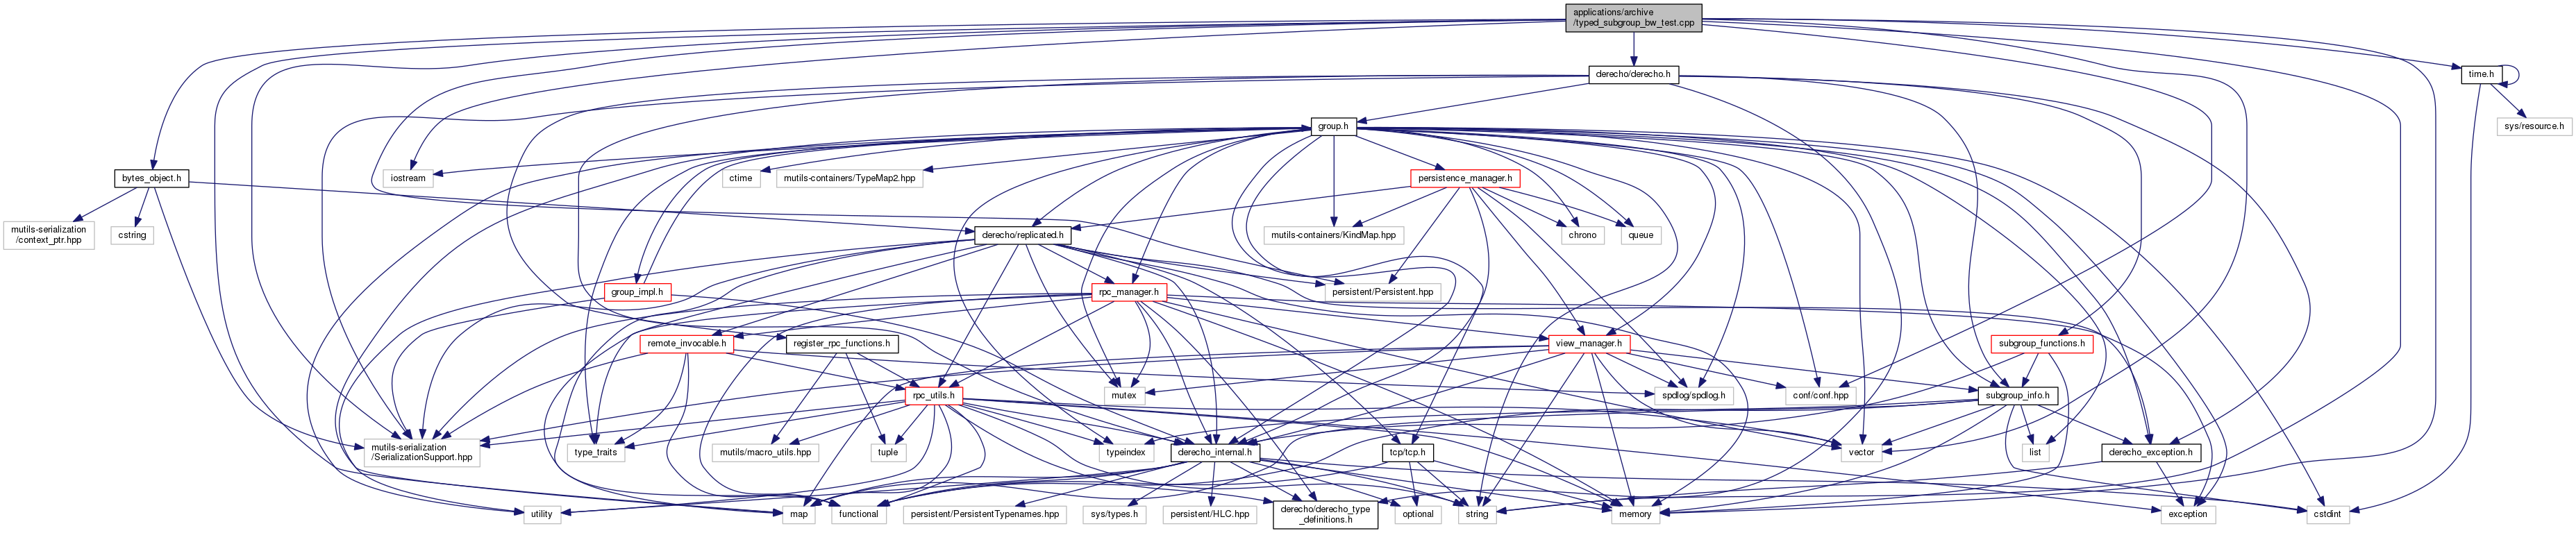 applications/archive
/typed_subgroup_bw_test.cpp
derecho/derecho.h
time.h
group.h
sys/resource.h
bytes_object.h
iostream
ctime
mutils-containers/TypeMap2.hpp
persistence_manager.h
mutils-serialization
/context_ptr.hpp
cstring
derecho/replicated.h
mutils-containers/KindMap.hpp
chrono
queue
group_impl.h
rpc_manager.h
persistent/Persistent.hpp
remote_invocable.h
register_rpc_functions.h
view_manager.h
subgroup_functions.h
rpc_utils.h
mutex
spdlog/spdlog.h
conf/conf.hpp
subgroup_info.h
mutils-serialization
/SerializationSupport.hpp
type_traits
mutils/macro_utils.hpp
tuple
typeindex
derecho_internal.h
tcp/tcp.h
vector
list
derecho_exception.h
utility
map
functional
persistent/PersistentTypenames.hpp
sys/types.h
persistent/HLC.hpp
derecho/derecho_type
_definitions.h
optional
string
memory
exception
cstdint